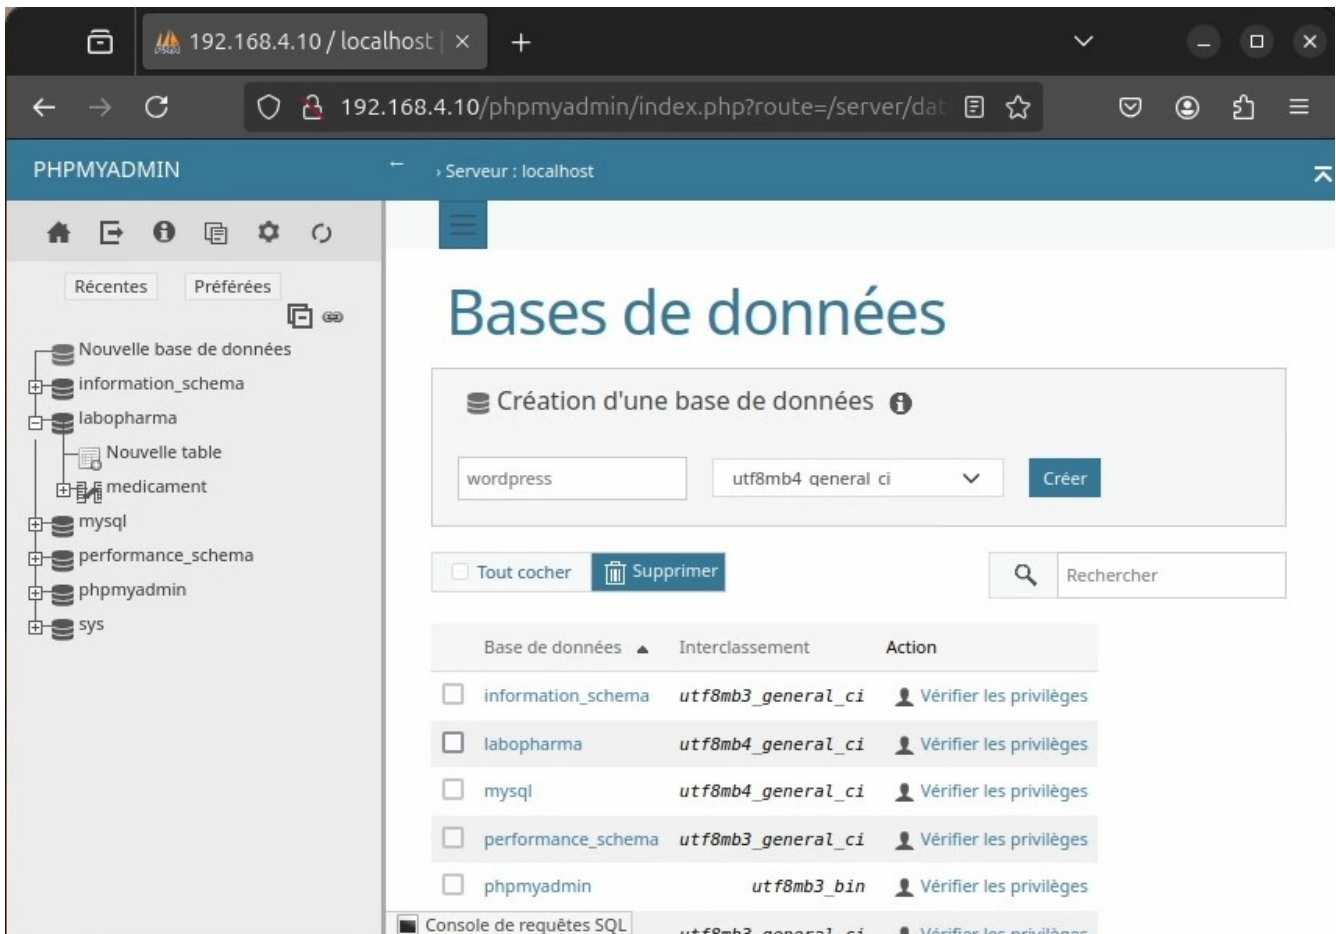 192.168.4.10 / localhost |
192.168.4.10/phpmyadmin/index.php?route=/server/dat
PHPMYADMIN
› Serveur : localhost
Récentes Préférées
Nouvelle base de données
information_schema
labopharma
Nouvelle table
medicament
mysql
performance_schema
phpmyadmin
sys
Bases de données
Création d'une base de données
wordpress utf8mb4_general_ci Créer
Tout cocher Supprimer Rechercher
Base de données Interclassement Action
information_schema utf8mb3_general_ci Vérifier les privilèges
labopharma utf8mb4_general_ci Vérifier les privilèges
mysql utf8mb4_general_ci Vérifier les privilèges
performance_schema utf8mb3_general_ci Vérifier les privilèges
phpmyadmin utf8mb3_bin Vérifier les privilèges
utf8mb3_general_ci Vérifier les privilèges
Console de requêtes SQL